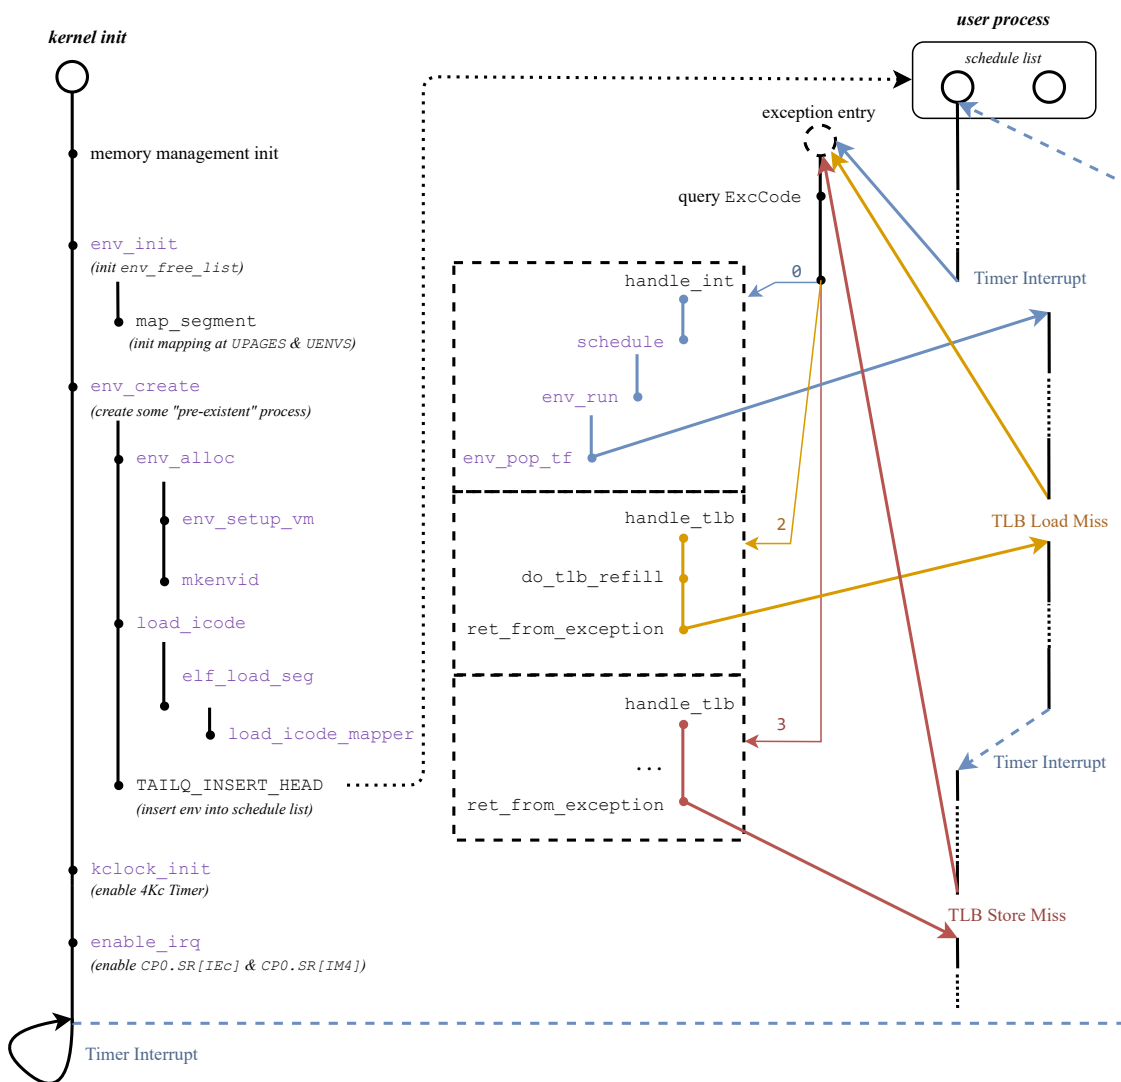 kernel init
memory management init
env_init
(init env_free_list)
map_segment
(init mapping at UPAGES & UENVS)
env_create
(create some "pre-existent" process)
env_alloc
env_setup_vm
mkenvid
load_icode
elf_load_seg
load_icode_mapper
TAILQ_INSERT_HEAD
(insert env into schedule list)
kclock_init
(enable 4Kc Timer)
enable_irq
(enable CP0.SR[IEc] & CP0.SR[IM4])
Timer Interrupt
exception entry
query ExcCode
0
handle_int
schedule
env_run
env_pop_tf
2
handle_tlb
do_tlb_refill
ret_from_exception
3
handle_tlb
...
ret_from_exception
user process
schedule list
Timer Interrupt
TLB Load Miss
Timer Interrupt
TLB Store Miss